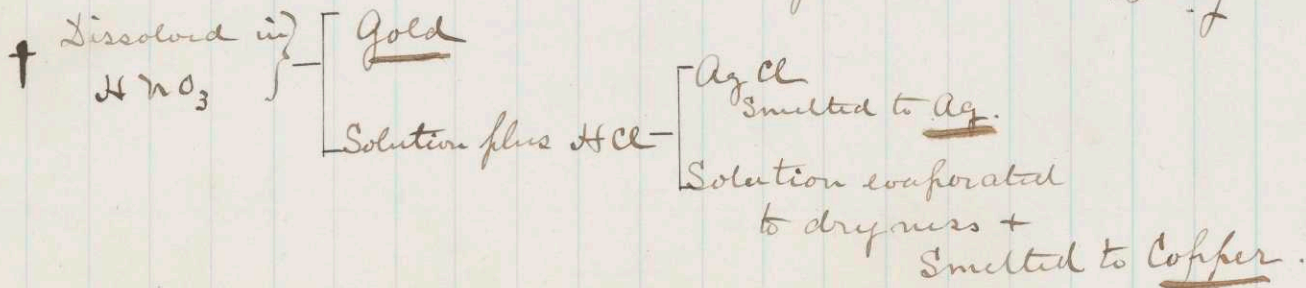 † Dissolved in } Gold
HNO3
Solution plus HCl - AgCl
Smelted to Ag.
Solution evaporated
to dryness +
Smelted to Copper.